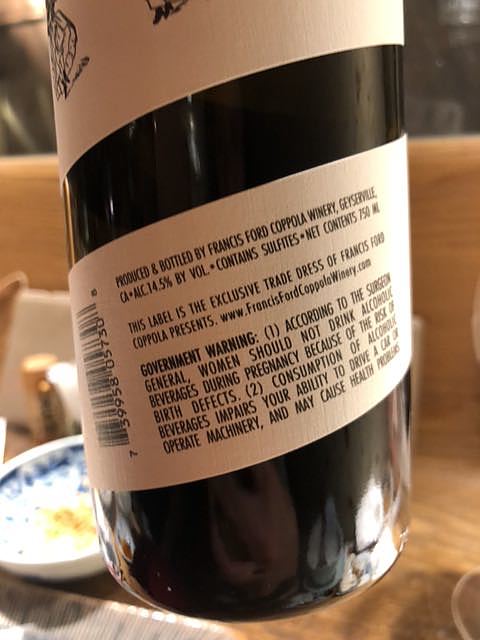 PRODUCED & BOTTLED BY FRANCIS FORD COPPOLA WINERY, GEYSERVILLE,
CA • ALC. 14.5% BY VOL. • CONTAINS SULFITES • NET CONTENTS 750 ML
THIS LABEL IS THE EXCLUSIVE TRADE DRESS OF FRANCIS FORD
COPPOLA PRESENTS. www.FrancisFordCoppolaWinery.com
GOVERNMENT WARNING: (1) ACCORDING TO THE SURGEON
GENERAL, WOMEN SHOULD NOT DRINK ALCOHOLIC
BEVERAGES DURING PREGNANCY BECAUSE OF THE RISK OF
BIRTH DEFECTS. (2) CONSUMPTION OF ALCOHOLIC
BEVERAGES IMPAIRS YOUR ABILITY TO DRIVE A CAR OR
OPERATE MACHINERY, AND MAY CAUSE HEALTH PROBLEMS